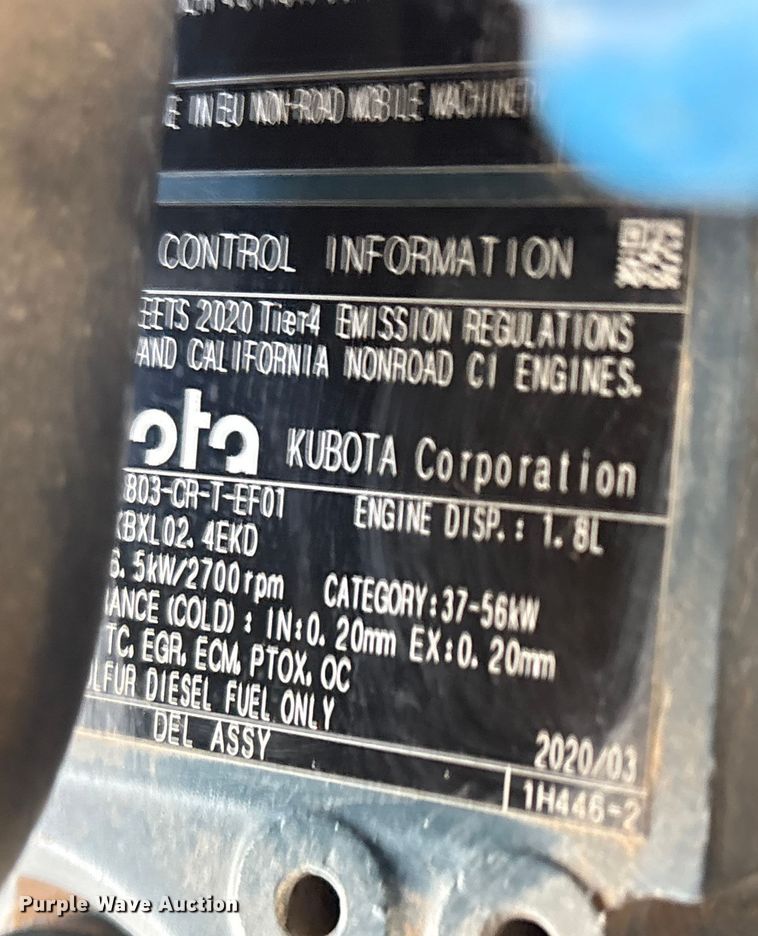 E IN EU NON-ROAD MOBILE MACHINERY
CONTROL INFORMATION
EETS 2020 Tier4 EMISSION REGULATIONS
AND CALIFORNIA NONROAD CI ENGINES.
ota KUBOTA Corporation
803-CR-T-EF01 ENGINE DISP.: 1.8L
KBXL02.4EKD
6.5kW/2700rpm CATEGORY:37-56kW
ANCE (COLD) : IN:0.20mm EX:0.20mm
TC, EGR, ECM, PTOX, OC
LFUR DIESEL FUEL ONLY
DEL ASSY 2020/03
1H446-2
Purple Wave Auction